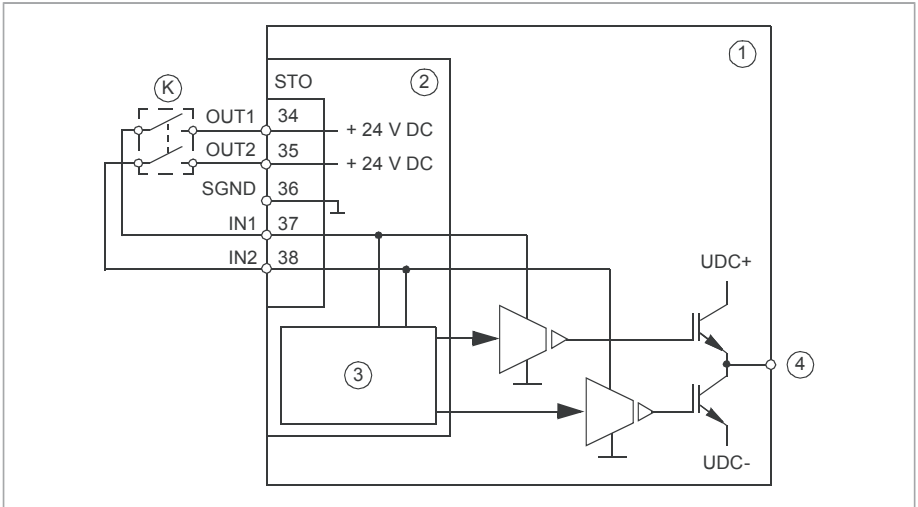 1
2
STO
K
OUT1 34 + 24 V DC
OUT2 35 + 24 V DC
SGND 36
IN1 37
IN2 38
UDC+
3
4
UDC-